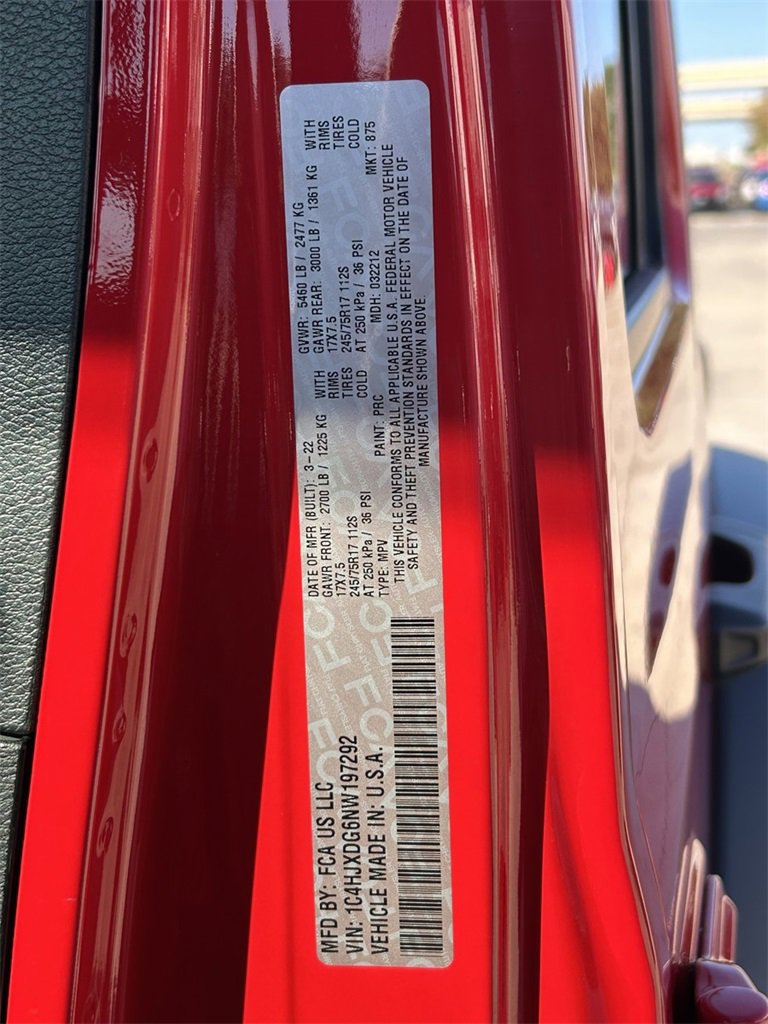 MFD BY: FCA US LLC
VIN: 1C4HJXDG6NW197292
VEHICLE MADE IN: U.S.A.
DATE OF MFR (BUILT): 3-22 GVWR: 5460 LB / 2477 KG
GAWR FRONT: 2700 LB / 1225 KG WITH GAWR REAR: 3000 LB / 1361 KG WITH
17X7.5 RIMS 17X7.5 RIMS
245/75R17 112S TIRES 245/75R17 112S TIRES
AT 250 kPa / 36 PSI COLD AT 250 kPa / 36 PSI COLD
TYPE: MPV PAINT: PRC MDH: 032212 MKT: 875
THIS VEHICLE CONFORMS TO ALL APPLICABLE U.S.A. FEDERAL MOTOR VEHICLE
SAFETY AND THEFT PREVENTION STANDARDS IN EFFECT ON THE DATE OF
MANUFACTURE SHOWN ABOVE.